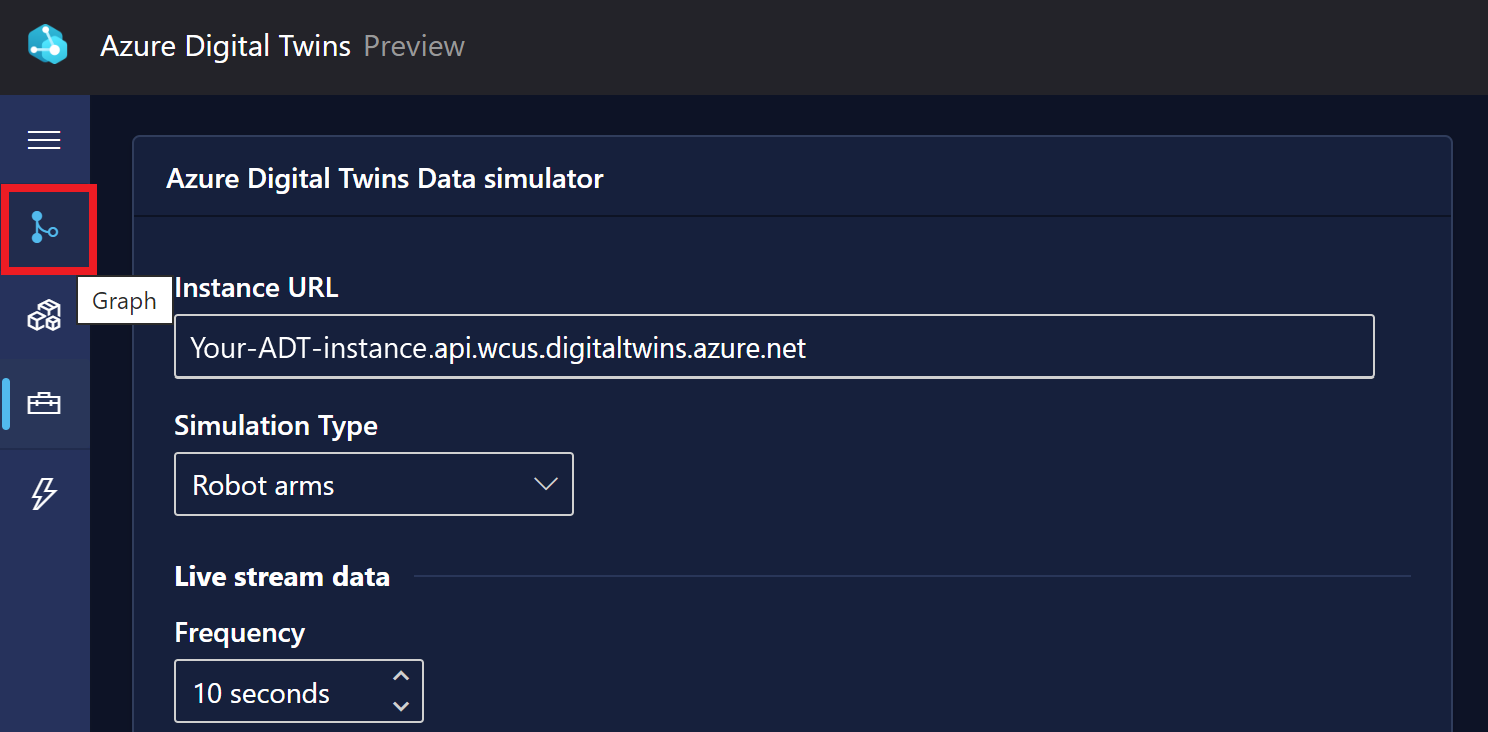 Azure Digital Twins Preview
Azure Digital Twins Data simulator
Graph
Instance URL
Your-ADT-instance.api.wcus.digitaltwins.azure.net
Simulation Type
Robot arms
Live stream data
Frequency
10 seconds